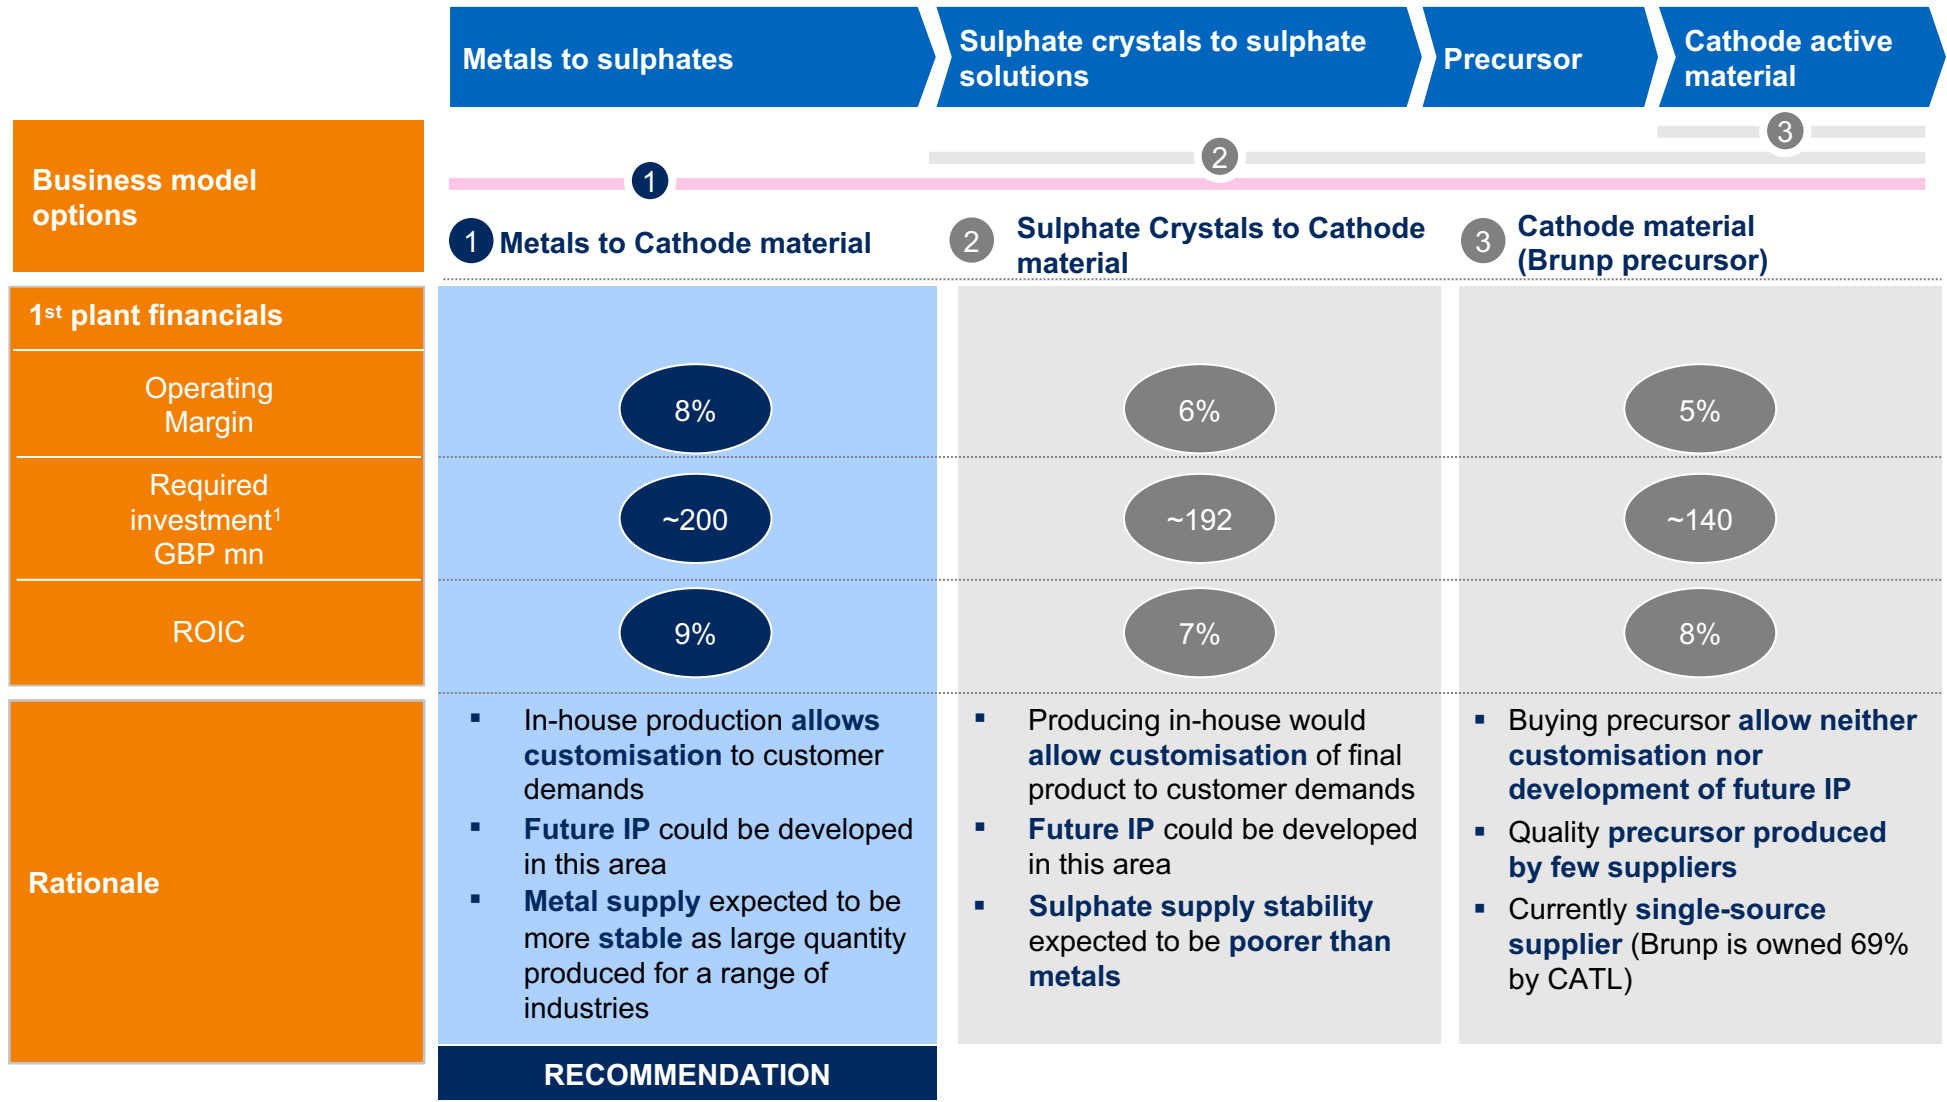 Metals to sulphates
Sulphate crystals to sulphate
solutions
Precursor
Cathode active
material
Business model
options
3
2
1
1 Metals to Cathode material
2 Sulphate Crystals to Cathode
material
3 Cathode material
(Brunp precursor)
1st plant financials
Operating
Margin
8%
6%
5%
Required
investment1
GBP mn
~200
~192
~140
ROIC
9%
7%
8%
Rationale
▪ In-house production allows
customisation to customer
demands
▪ Future IP could be developed
in this area
▪ Metal supply expected to be
more stable as large quantity
produced for a range of
industries
▪ Producing in-house would
allow customisation of final
product to customer demands
▪ Future IP could be developed
in this area
▪ Sulphate supply stability
expected to be poorer than
metals
▪ Buying precursor allow neither
customisation nor
development of future IP
▪ Quality precursor produced
by few suppliers
▪ Currently single-source
supplier (Brunp is owned 69%
by CATL)
RECOMMENDATION